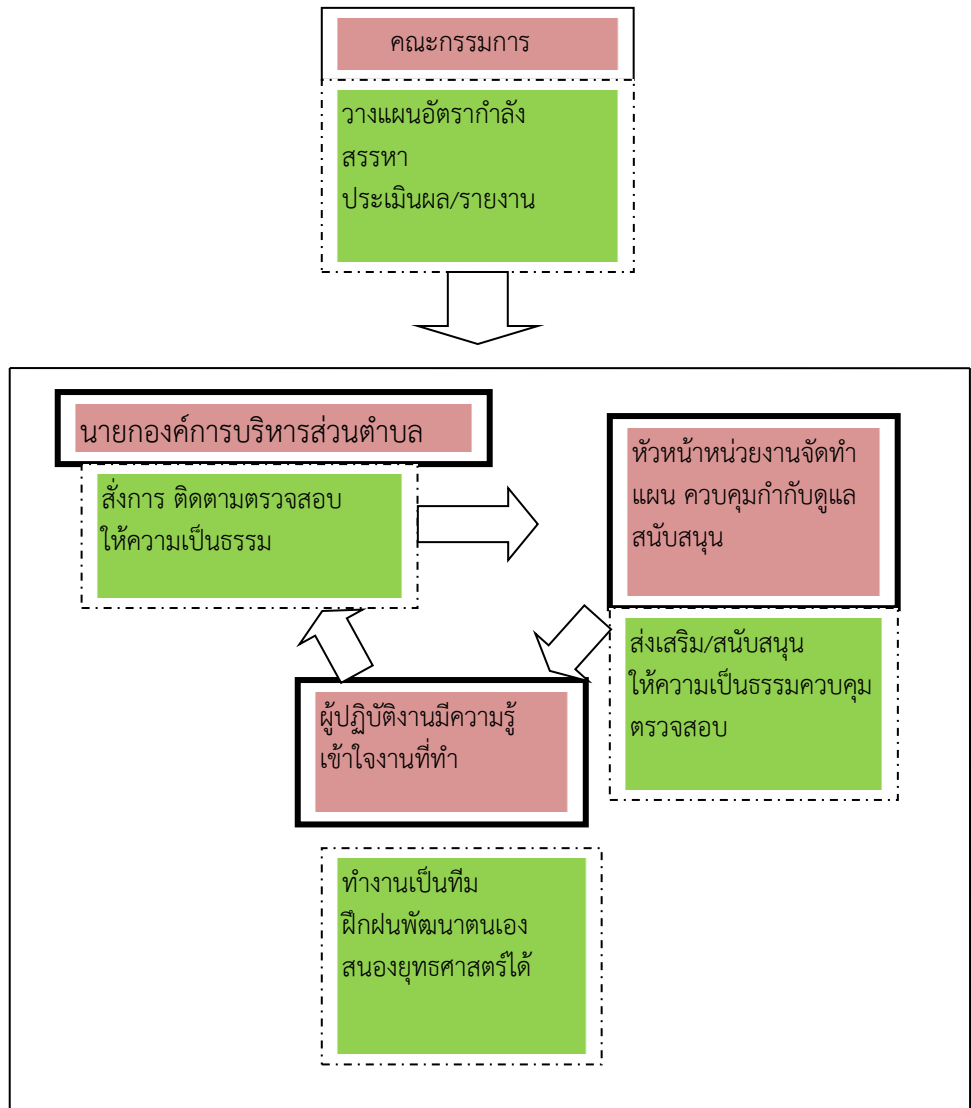 คณะกรรมการ
วางแผนอัตรากำลัง
สรรหา
ประเมินผล/รายงาน
นายกองค์การบริหารส่วนตำบล
สั่งการ ติดตามตรวจสอบ
ให้ความเป็นธรรม
หัวหน้าหน่วยงานจัดทำ
แผน ควบคุมกำกับดูแล
สนับสนุน
ส่งเสริม/สนับสนุน
ให้ความเป็นธรรมควบคุม
ตรวจสอบ
ผู้ปฏิบัติงานมีความรู้
เข้าใจงานที่ทำ
ทำงานเป็นทีม
ฝึกฝนพัฒนาตนเอง
สนองยุทธศาสตร์ได้